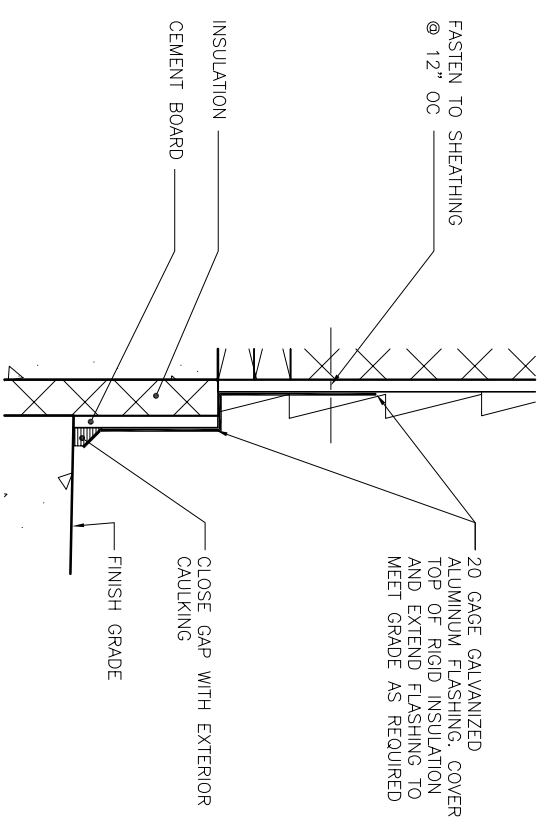 FASTEN TO SHEATHING
@ 12" OC
INSULATION
CEMENT BOARD
20 GAGE GALVANIZED
ALUMINUM FLASHING. COVER
TOP OF RIGID INSULATION
AND EXTEND FLASHING TO
MEET GRADE AS REQUIRED
CLOSE GAP WITH EXTERIOR
CAULKING
FINISH GRADE